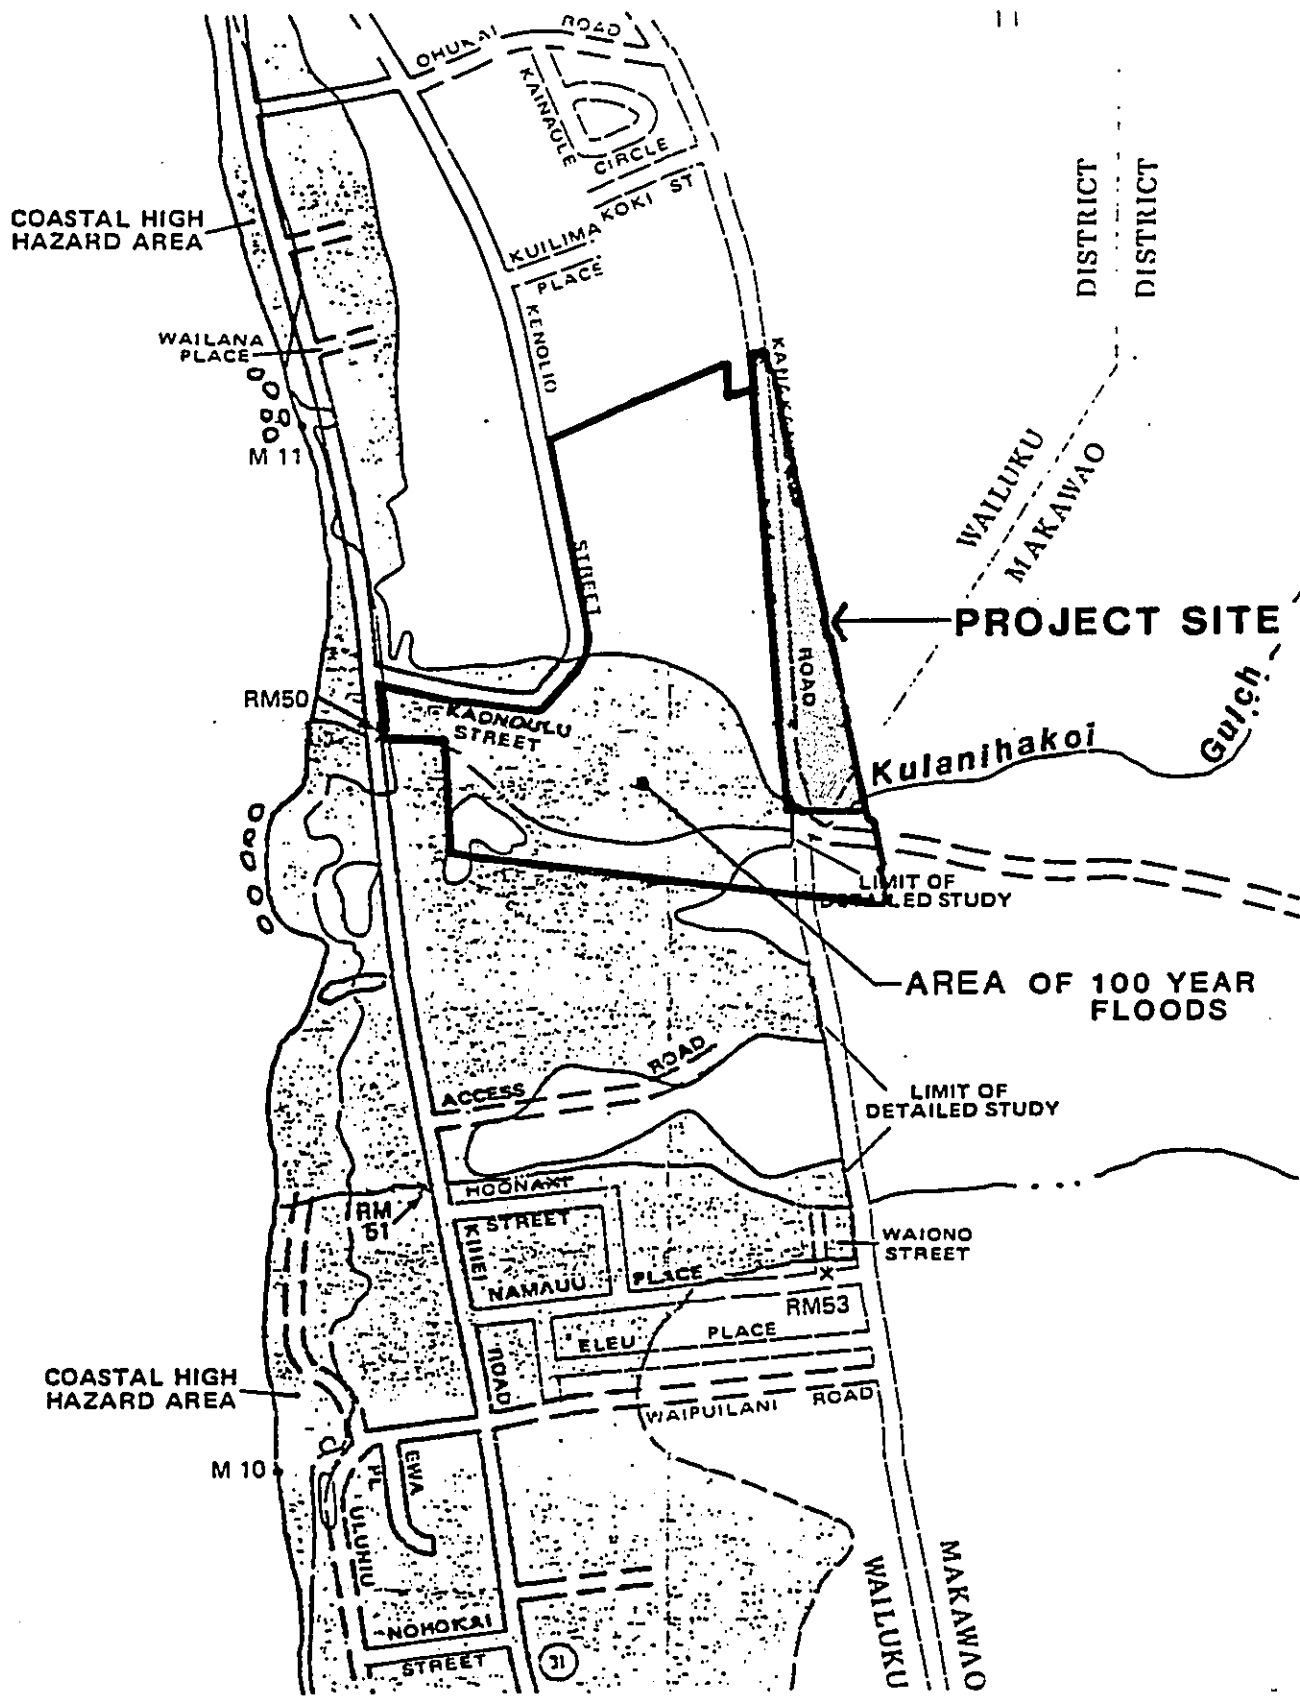 11
OHUKAI
ROAD
KAINAULE
CIRCLE
KOKI ST
DISTRICT
DISTRICT
COASTAL HIGH
HAZARD AREA
KUILIMA
PLACE
WAILANA
PLACE
KENOLIO
M 11
WAILUKU
MAKAWAO
STREET
PROJECT SITE
ROAD
RM50
STREET
Kulanihakoi
Gulch
LIMIT OF
DETAILED STUDY
AREA OF 100 YEAR
FLOODS
ACCESS
ROAD
LIMIT OF
DETAILED STUDY
RM
51
STREET
KIHEI
WAIONO
STREET
NAMAUU
PLACE
RM53
ELEU
PLACE
ROAD
COASTAL HIGH
HAZARD AREA
WAIPUILANI
ROAD
M 10
EWA
PL
ULUNIU
NOHOKAI
STREET
31
WAILUKU
MAKAWAO